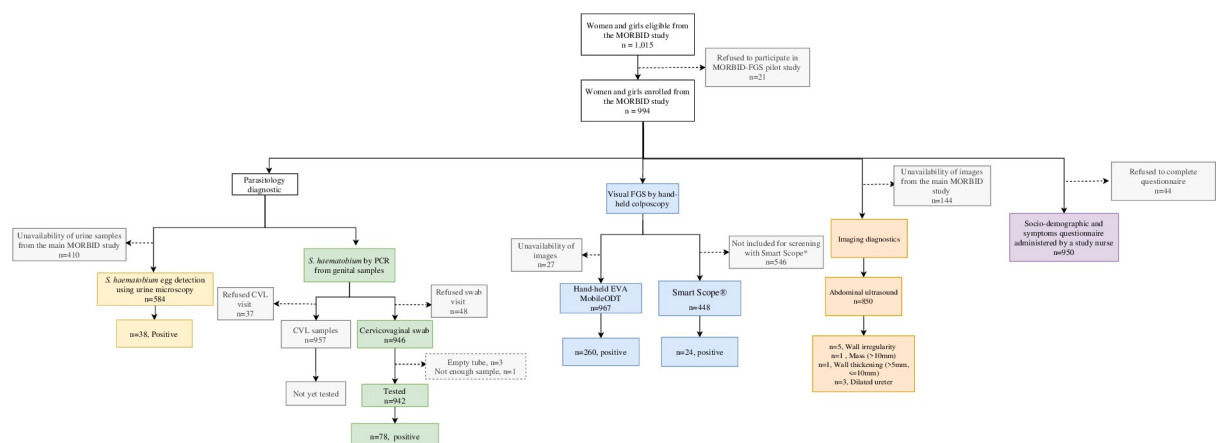 Women and girls eligible from
the MORBID study
n = 1,015
Refused to participate in
MORBID-FGS pilot study
n=21
Women and girls enrolled from
the MORBID study
n = 994
Parasitology
diagnostic
Visual FGS by hand-
held colposcopy
Unavailability of images
from the main MORBID
study
n=144
Refused to complete
questionnaire
n=44
Unavailability of urine samples
from the main MORBID study
n=410
S. haematobium by PCR
from genital samples
Unavailability of
images
n=27
Not included for screening
with Smart Scope*
n=546
Imaging diagnostics
Socio-demographic and
symptoms questionnaire
administered by a study nurse
n=950
S. haematobium egg detection
using urine microscopy
n=584
Refused CVL
visit
n=37
Refused swab
visit
n=48
Hand-held EVA
MobileODT
n=967
Smart Scope®
n=448
Abdominal ultrasound
n=850
n=38, Positive
CVL samples
n=957
Cervicovaginal swab
n=946
n=260, positive
n=24, positive
n=5, Wall irregularity
n=1 , Mass (>10mm)
n=1, Wall thickening (>5mm,
<=10mm)
n=3, Dilated ureter
Empty tube, n=3
Not enough sample, n=1
Not yet tested
Tested
n=942
n=78, positive